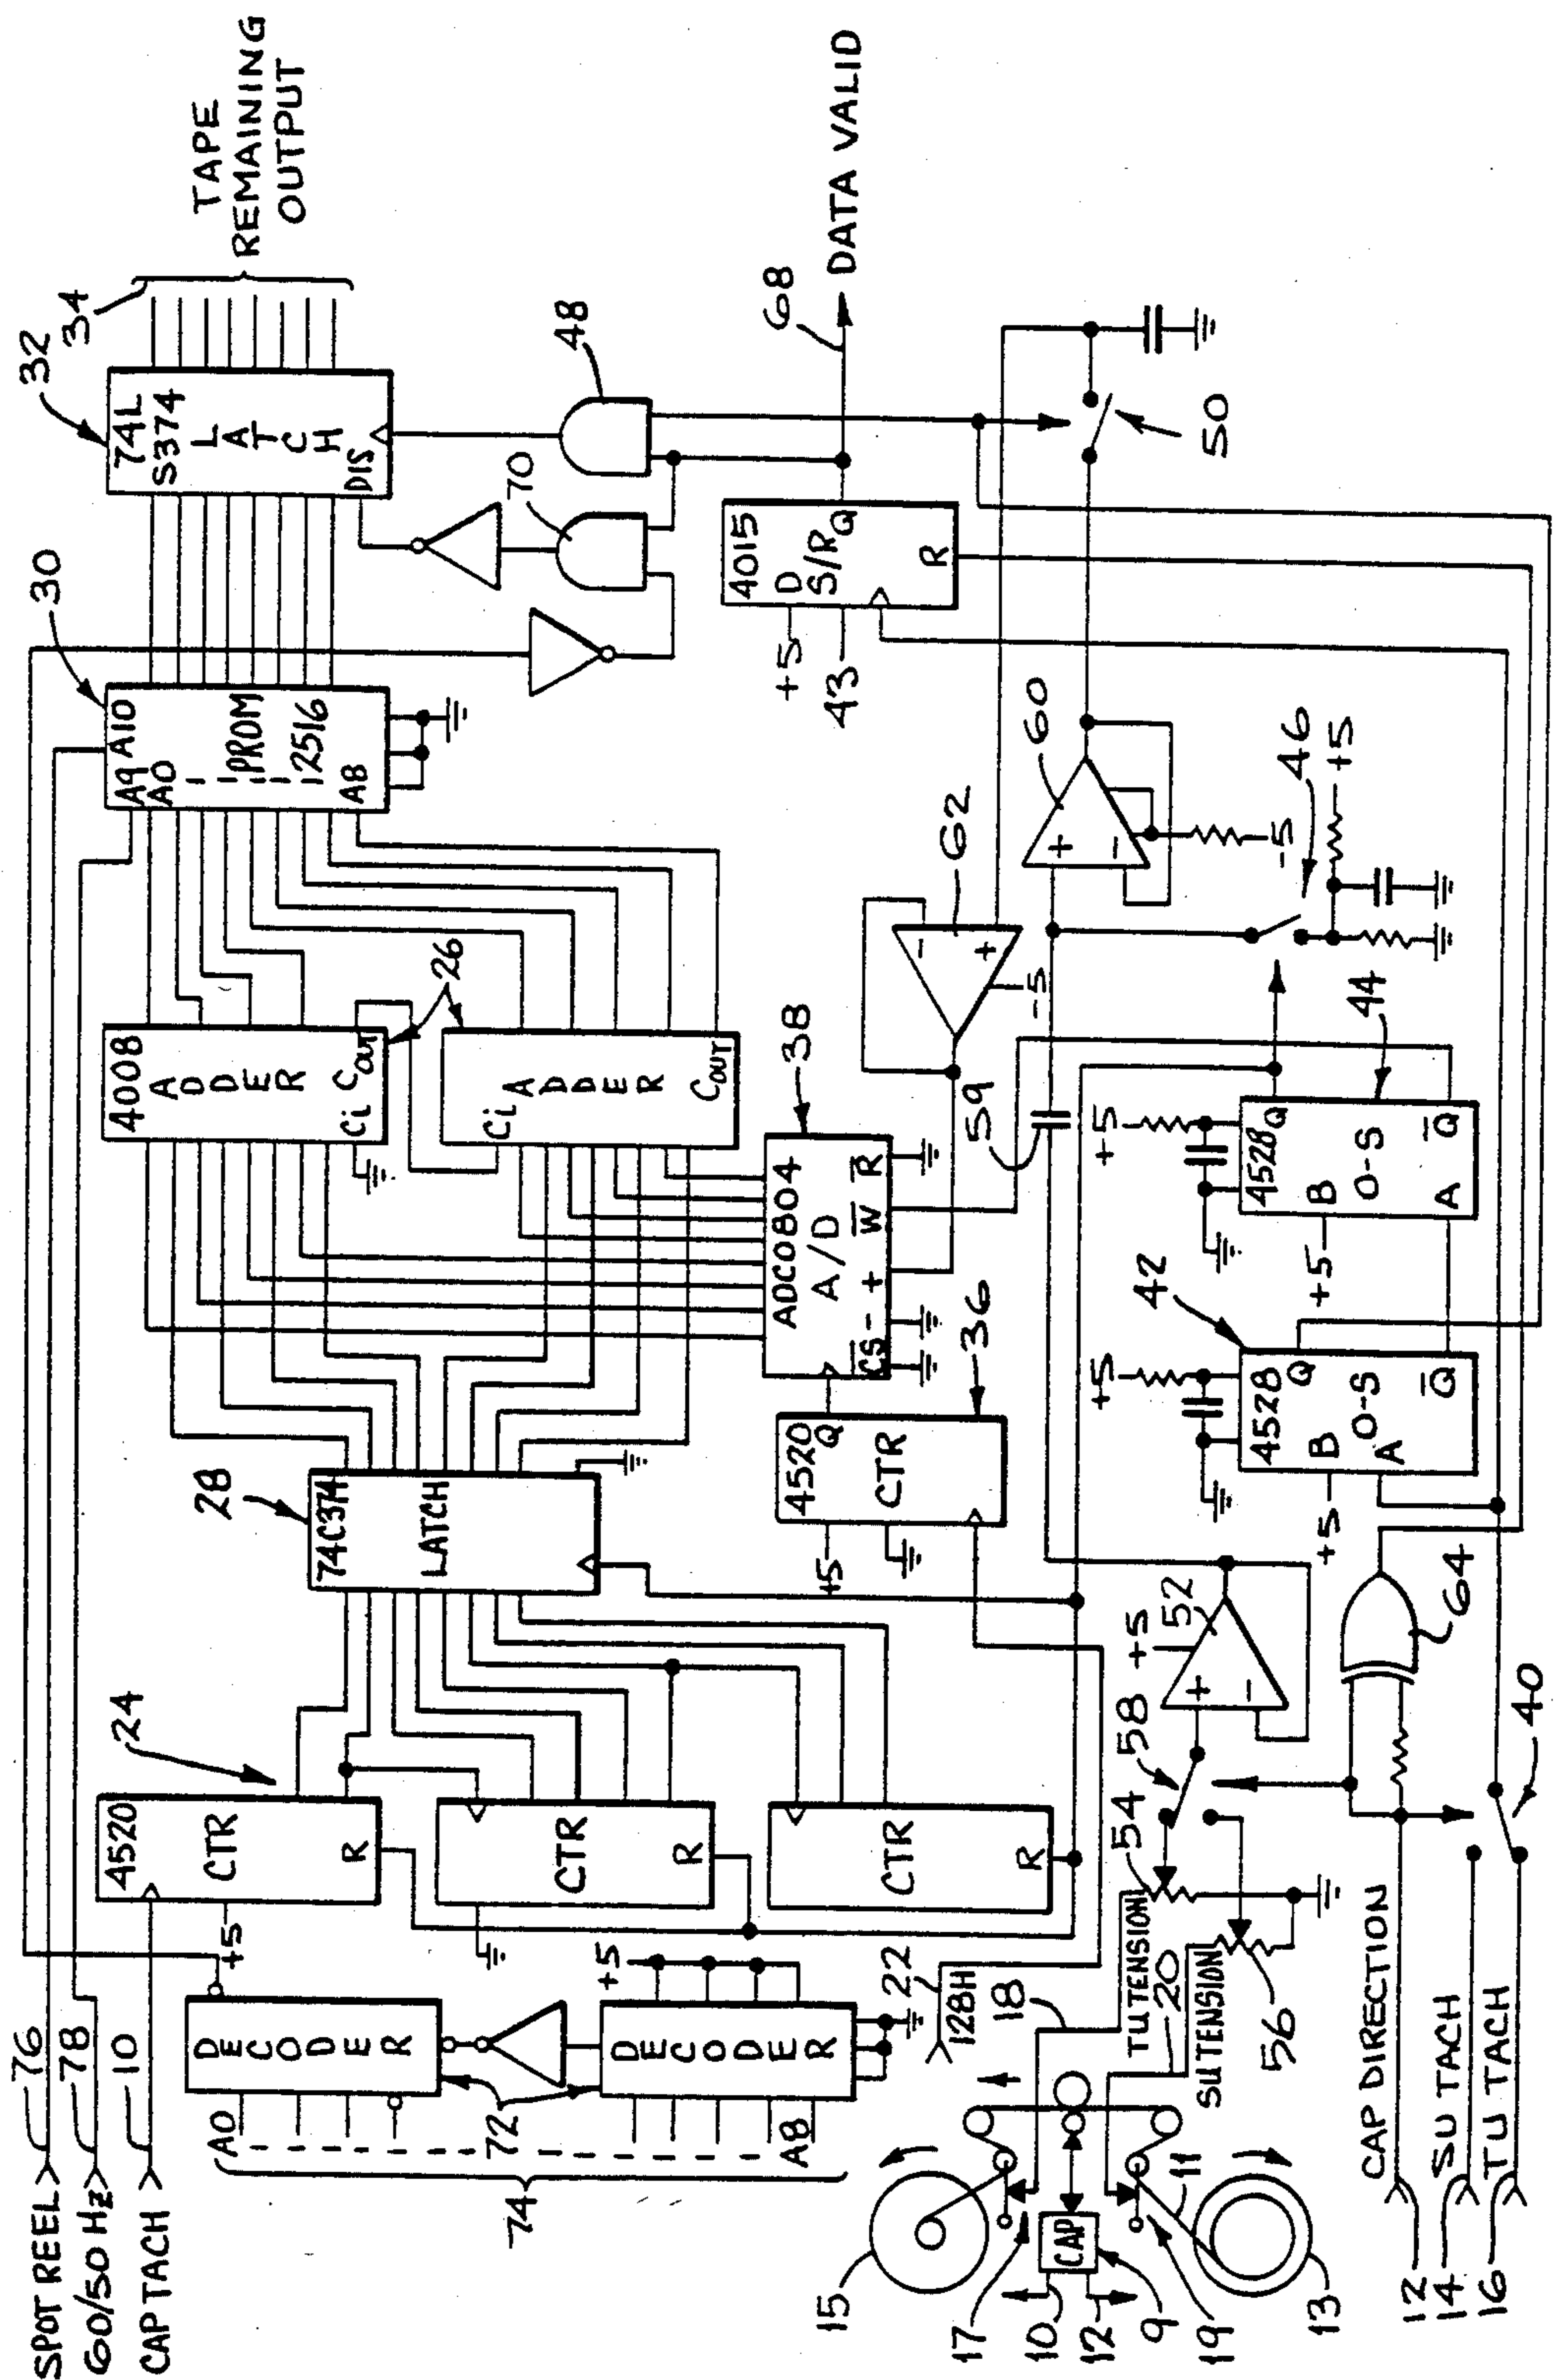 SPOT REEL
76
60/50 HZ
78
CAP TACH
10
32
34
TAPE
REMAINING
OUTPUT
30
24
28
26
4520
CTR
R
+5
CTR
R
CTR
R
74C374
LATCH
4008
ADDER
Ci
COUT
Ci
ADDER
COUT
A9 A10
A0
PROM
2516
A8
74L
S374
LATCH
DIS
48
70
A0
DECODER
72
DECODER
A8
74
+5
22
128H
4520
Q
CTR
+5
36
ADC0804
A/D
CS
-
+
W
R
38
4015
D
S/R
Q
R
+5
43
68
DATA VALID
62
-
+
-5
60
+
-
-5
50
59
46
+5
44
+5
4528
Q
B
O-S
A
Q
+5
42
+5
4528
Q
B
O-S
A
Q
+5
52
+5
+
-
58
54
TU TENSION
18
20
SU TENSION
56
64
40
15
17
10
CAP
12
9
19
11
13
CAP DIRECTION
12
SU TACH
14
TU TACH
16